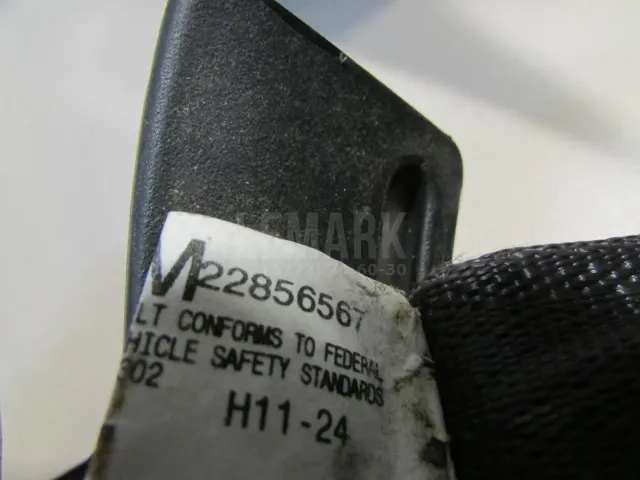 M22856567
LT CONFORMS TO FEDERAL
HICLE SAFETY STANDARDS
302
H11-24